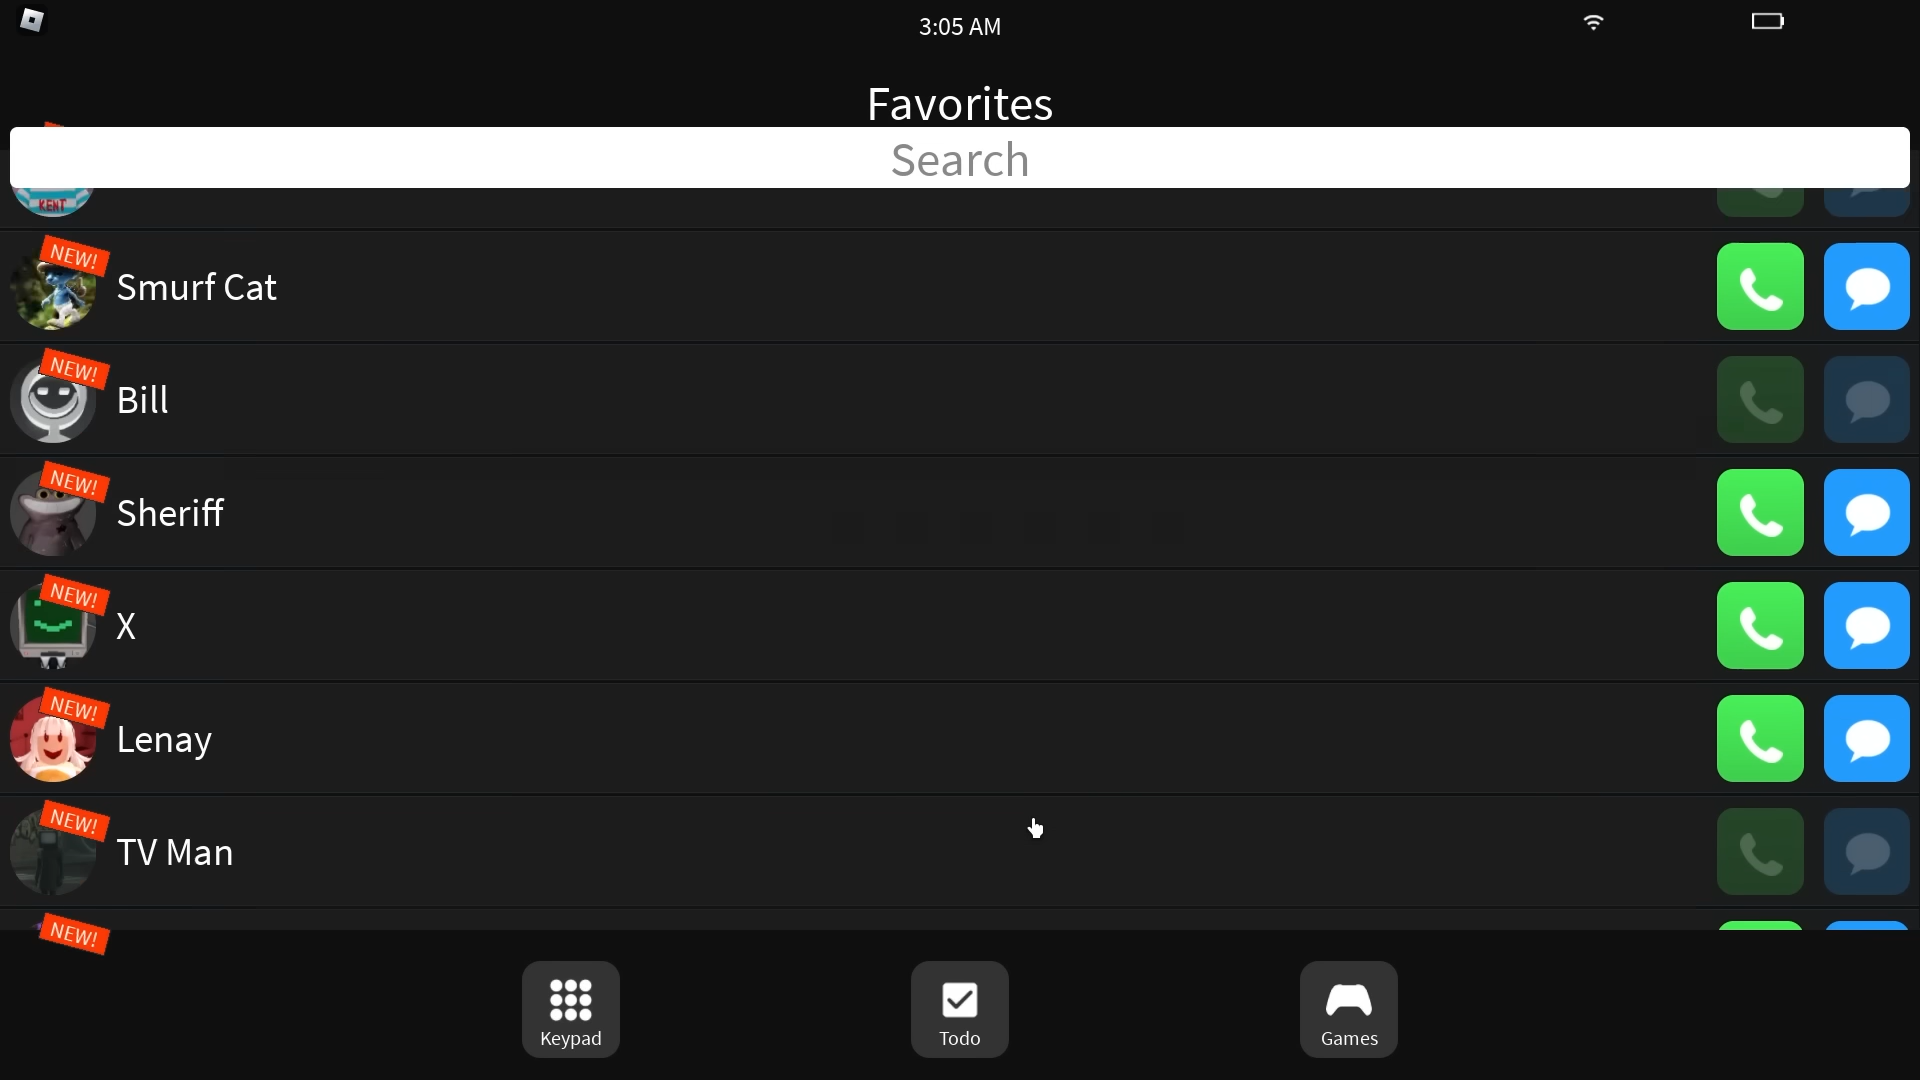 3:05 AM
Favorites
Search
KENT
NEW!
Smurf Cat
NEW!
Bill
NEW!
Sheriff
NEW!
X
NEW!
Lenay
NEW!
TV Man
NEW!
Keypad
Todo
Games